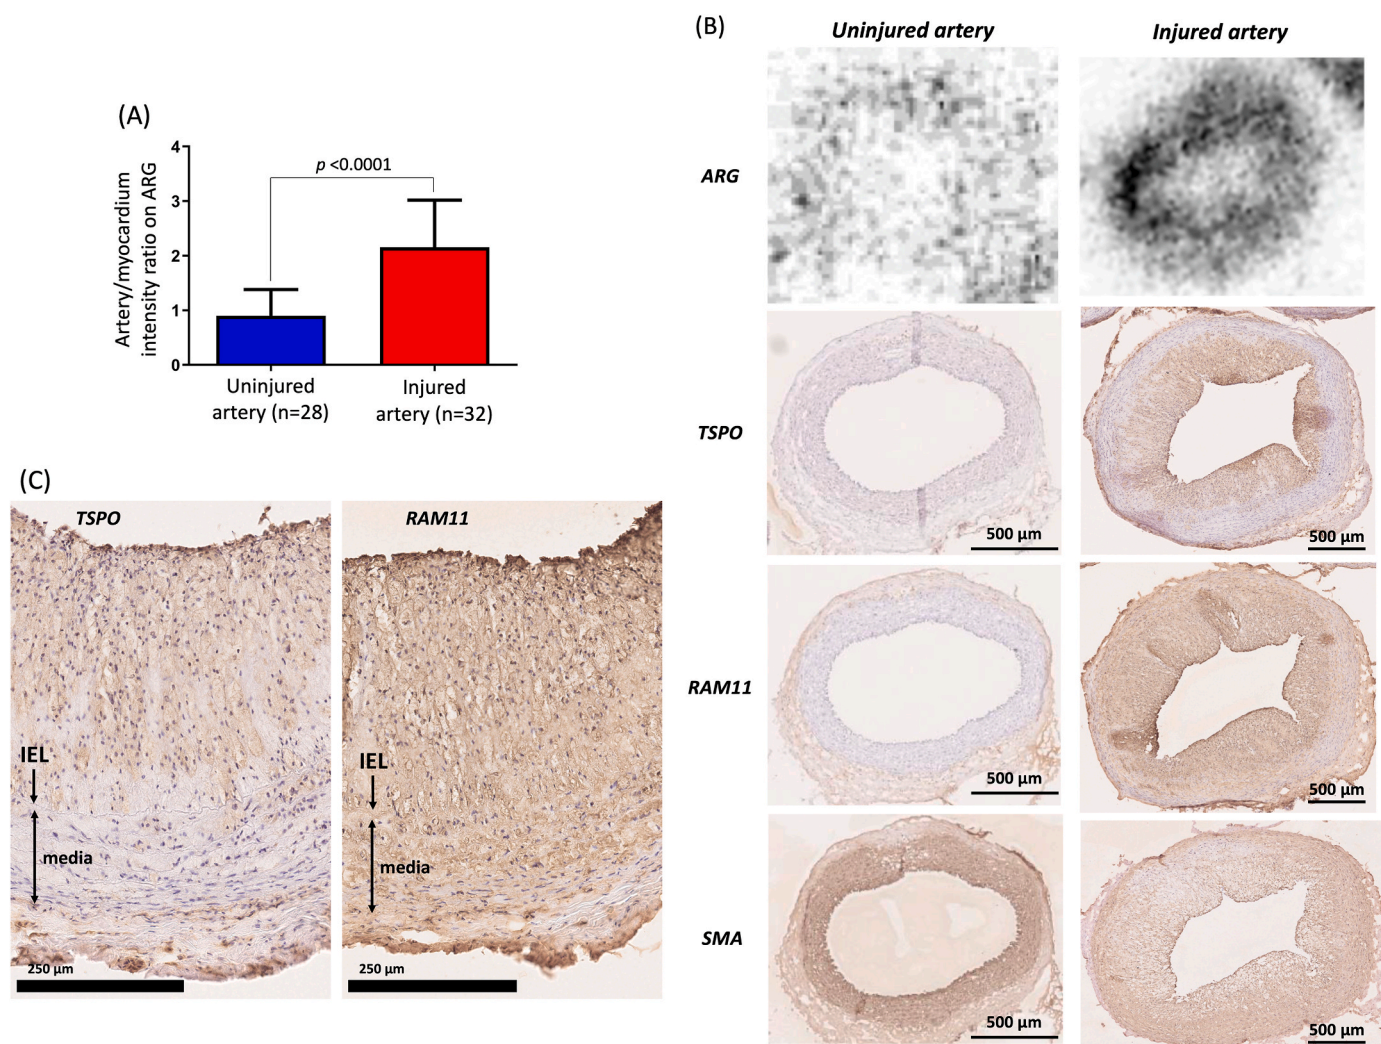 (A)
Artery/myocardium
intensity ratio on ARG
4
3
2
1
0
p <0.0001
Uninjured
artery (n=28)
Injured
artery (n=32)
(B)
Uninjured artery
Injured artery
ARG
TSPO
500 µm
500 µm
RAM11
500 µm
500 µm
SMA
500 µm
500 µm
(C)
TSPO
IEL
media
250 µm
RAM11
IEL
media
250 µm